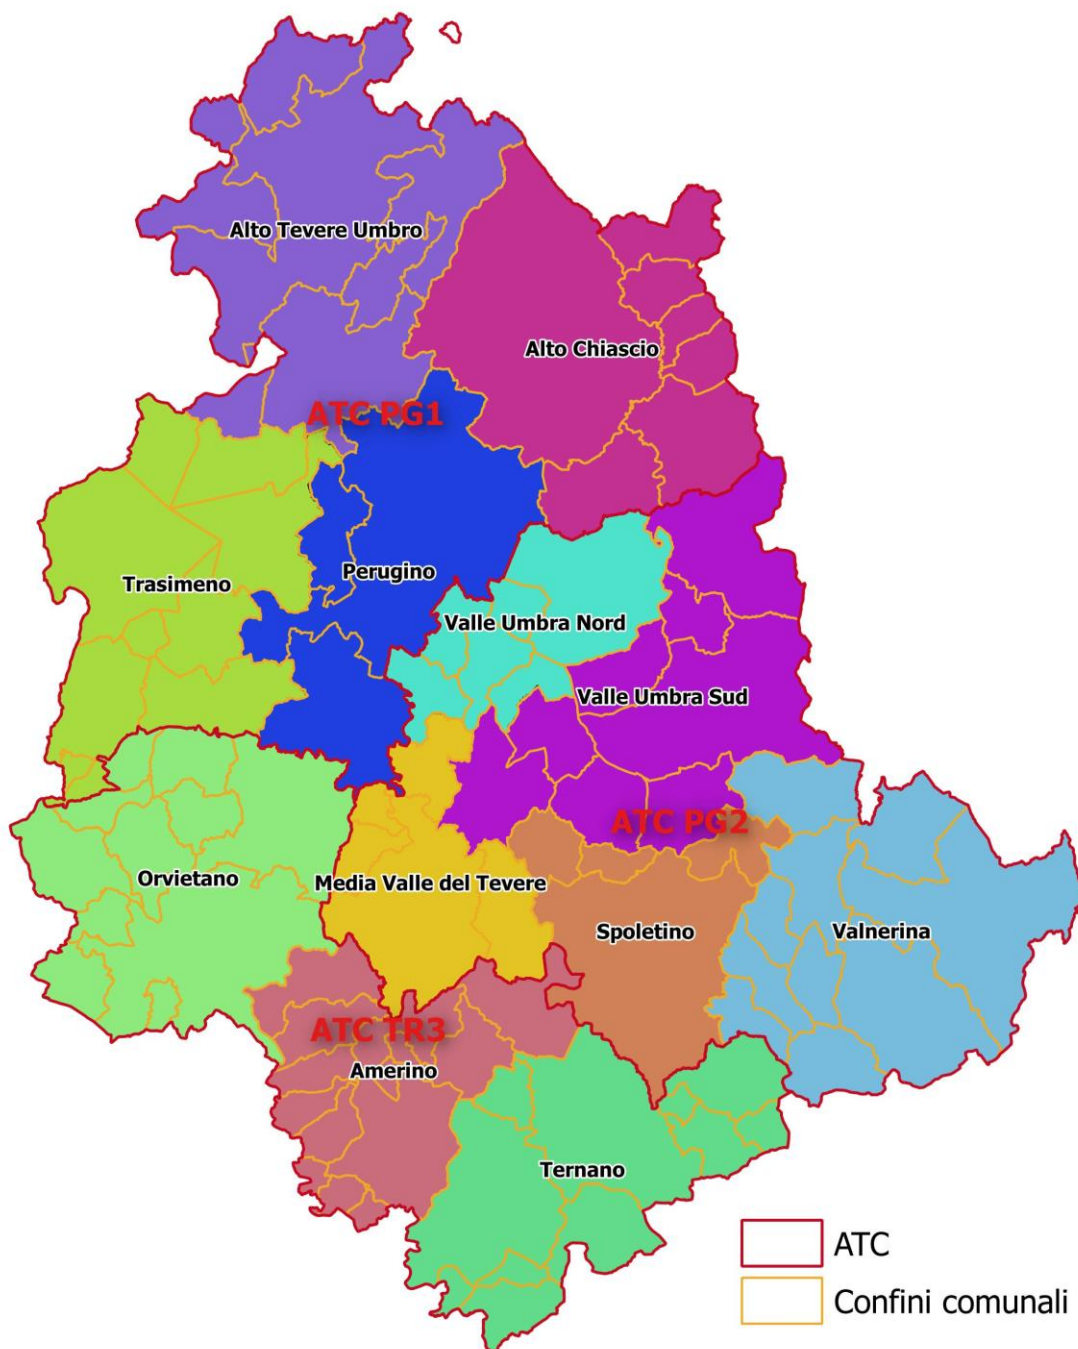 Alto Tevere Umbro
Alto Chiascio
ATC PG1
Trasimeno
Perugino
Valle Umbra Nord
Valle Umbra Sud
ATC PG2
Orvietano
Media Valle del Tevere
Spoletino
Valnerina
ATC TR3
Amerino
Ternano
ATC
Confini comunali